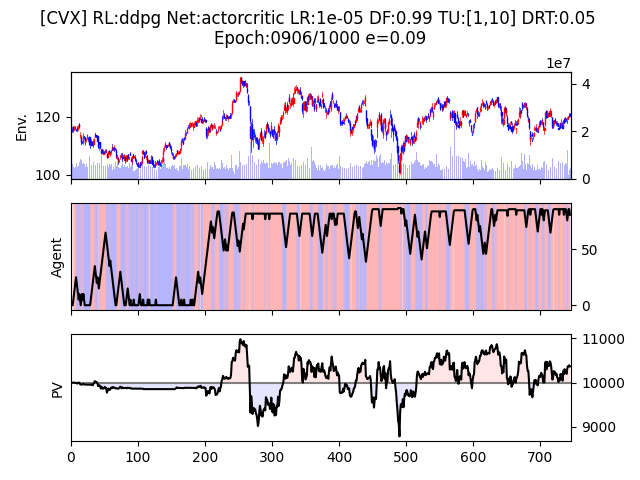 [CVX] RL:ddpg Net:actorcritic LR:1e-05 DF:0.99 TU:[1,10] DRT:0.05
Epoch:0906/1000 e=0.09
1e7
Env.
120
100
4
2
0
Agent
50
0
PV
11000
10000
9000
0 100 200 300 400 500 600 700